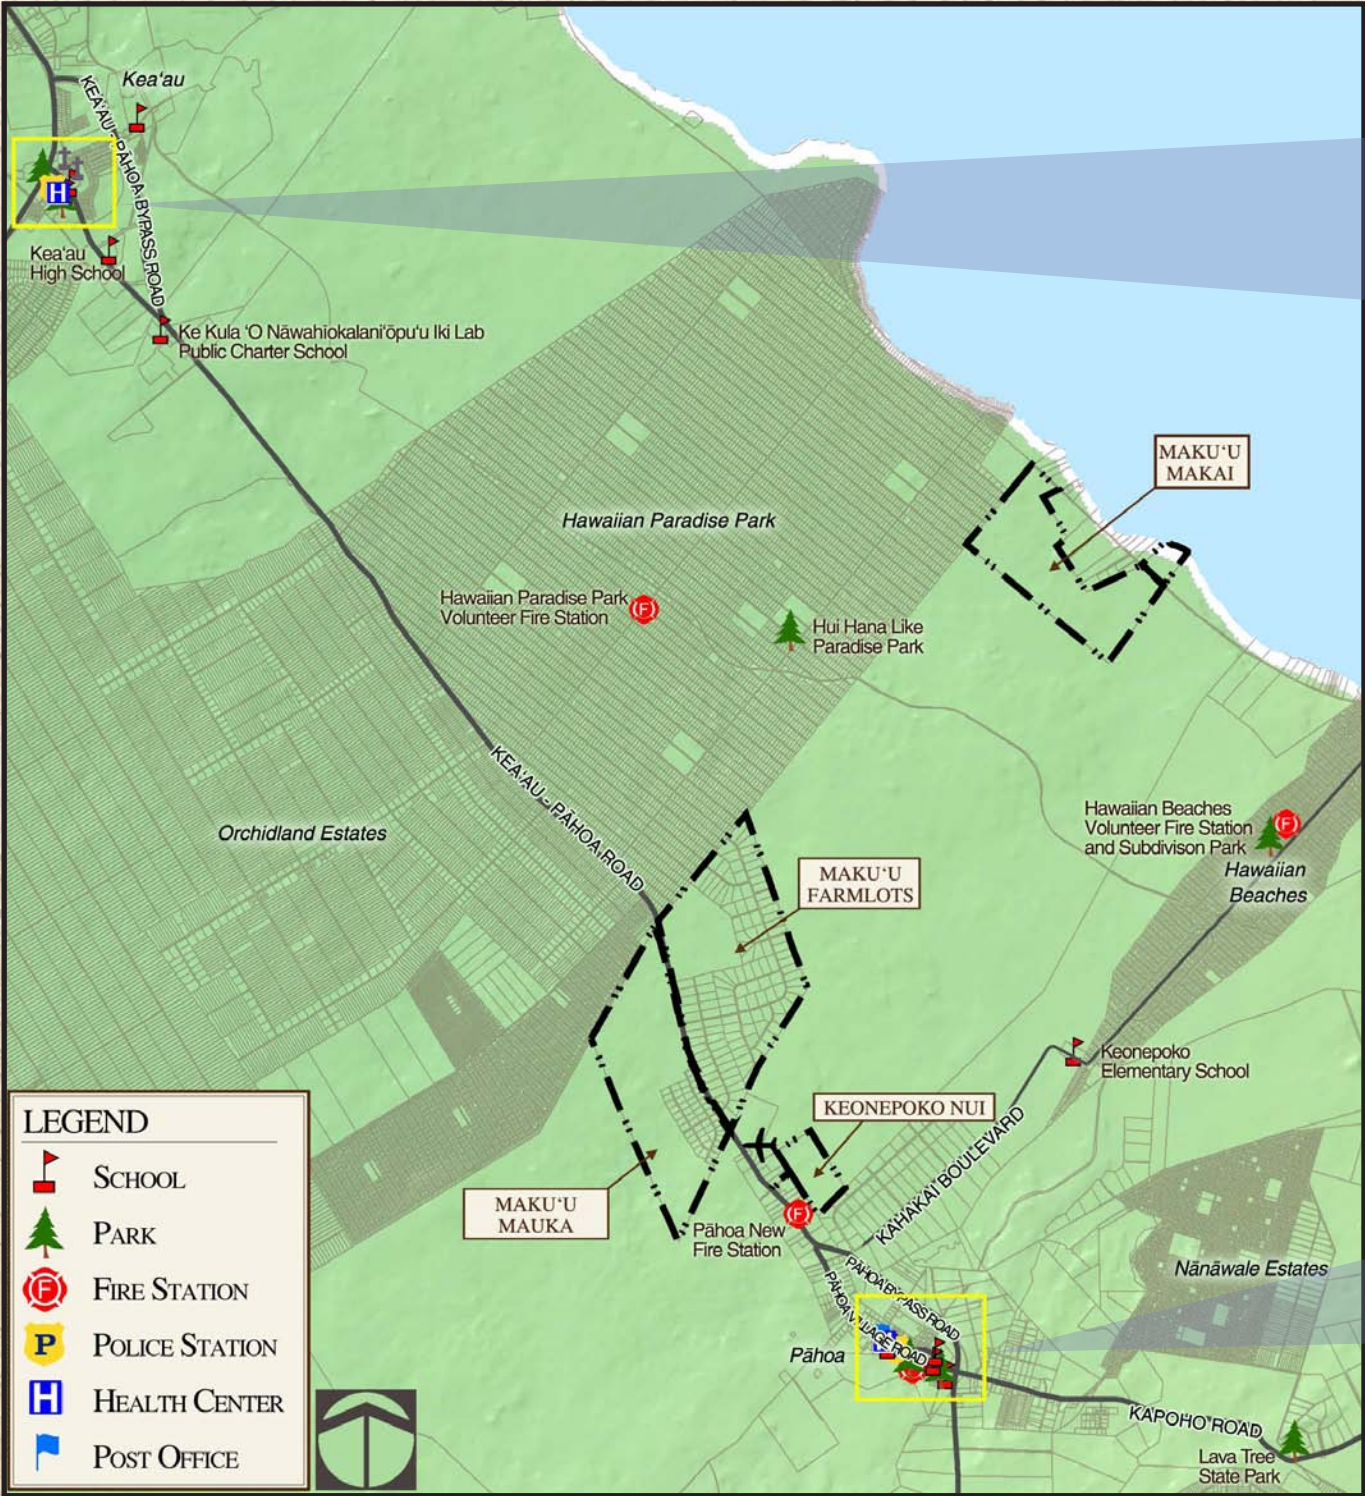 Kea'au
KEA'AU - PĀHOA BYPASS ROAD
H
Kea'au
High School
Ke Kula 'O Nāwahīokalani'ōpu'u Iki Lab
Public Charter School
MAKU'U
MAKAI
Hawaiian Paradise Park
Hawaiian Paradise Park
Volunteer Fire Station
F
Hui Hana Like
Paradise Park
KEA'AU - PĀHOA ROAD
Orchidland Estates
Hawaiian Beaches
Volunteer Fire Station
and Subdivison Park
F
Hawaiian
Beaches
MAKU'U
FARMLOTS
Keonepoko
Elementary School
KEONEPOKO NUI
KAHAKAI BOULEVARD
MAKU'U
MAUKA
F
Pāhoa New
Fire Station
PĀHOA BYPASS ROAD
PĀHOA VILLAGE ROAD
Nānāwale Estates
Pāhoa
KAPOHO ROAD
Lava Tree
State Park
LEGEND
SCHOOL
PARK
F FIRE STATION
P POLICE STATION
H HEALTH CENTER
POST OFFICE